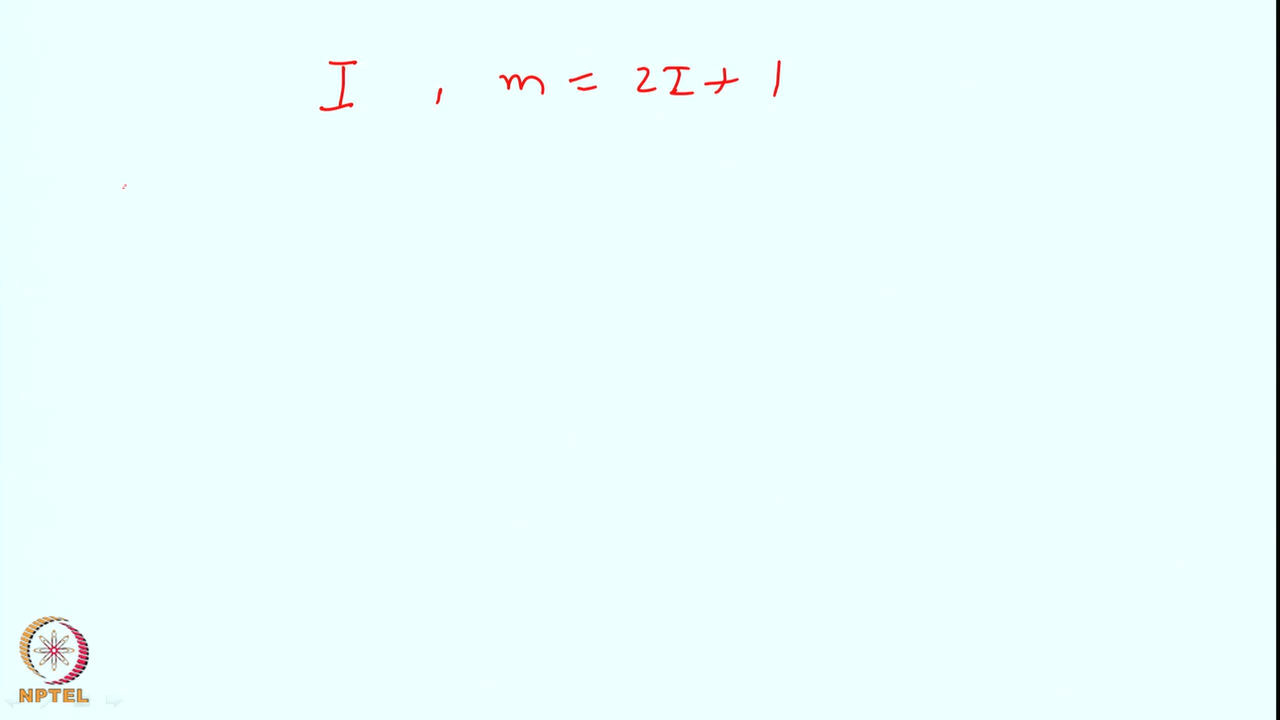 I , m = 2I + 1
NPTEL